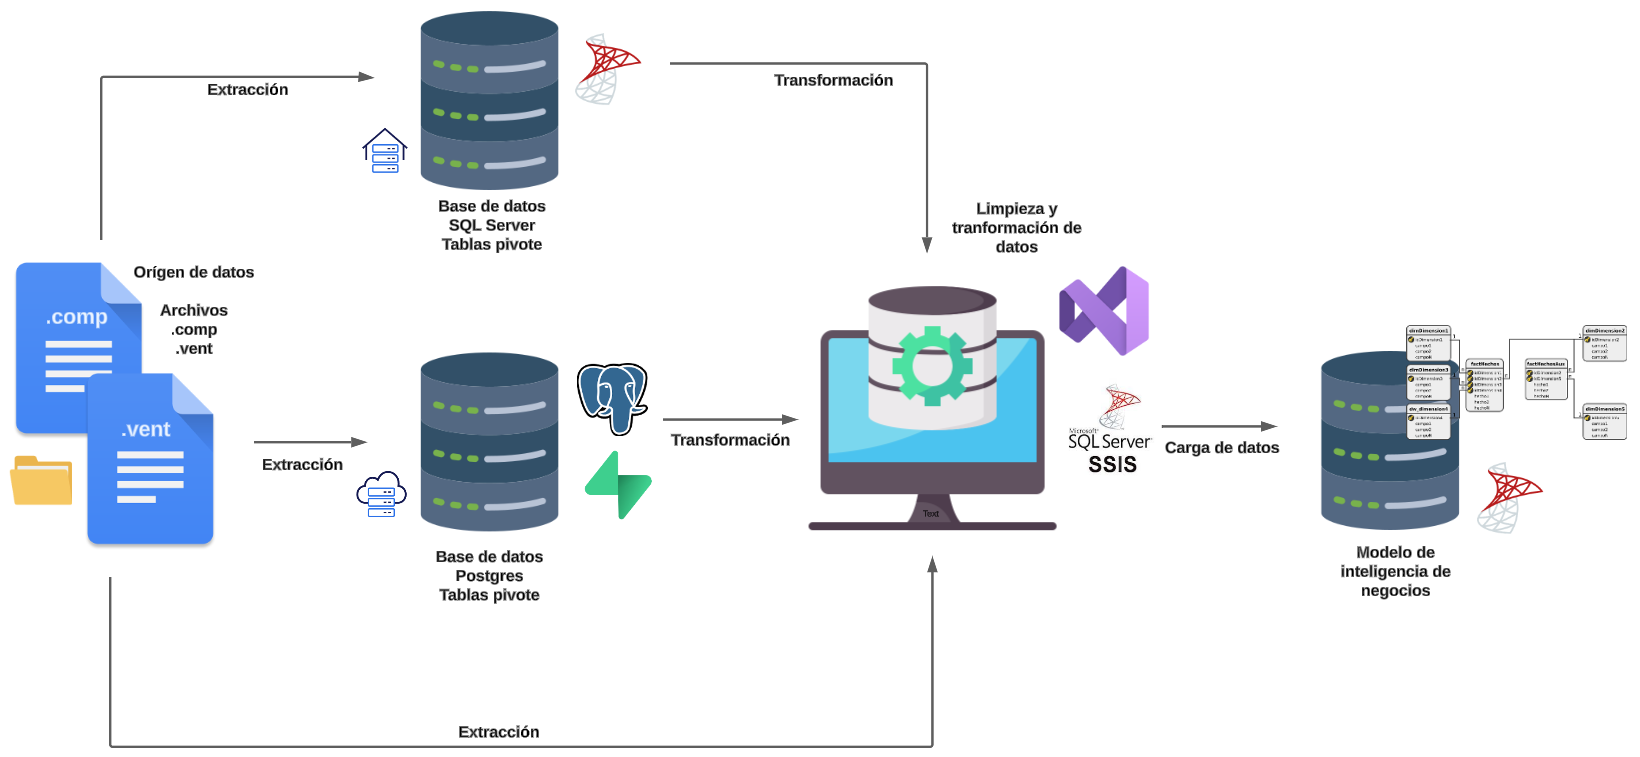 Extracción
Transformación
Base de datos
SQL Server
Tablas pivote
Limpieza y
tranformación de
datos
Orígen de datos
Archivos
.comp
.vent
.comp
.vent
Extracción
Base de datos
Postgres
Tablas pivote
Transformación
Text
Microsoft
SQL Server
SSIS
Carga de datos
dimDimension1
dimDimension3
dw_dimension4
factHechos
factHechosAux
dimDimension2
dimDimension5
Modelo de
inteligencia de
negocios
Extracción